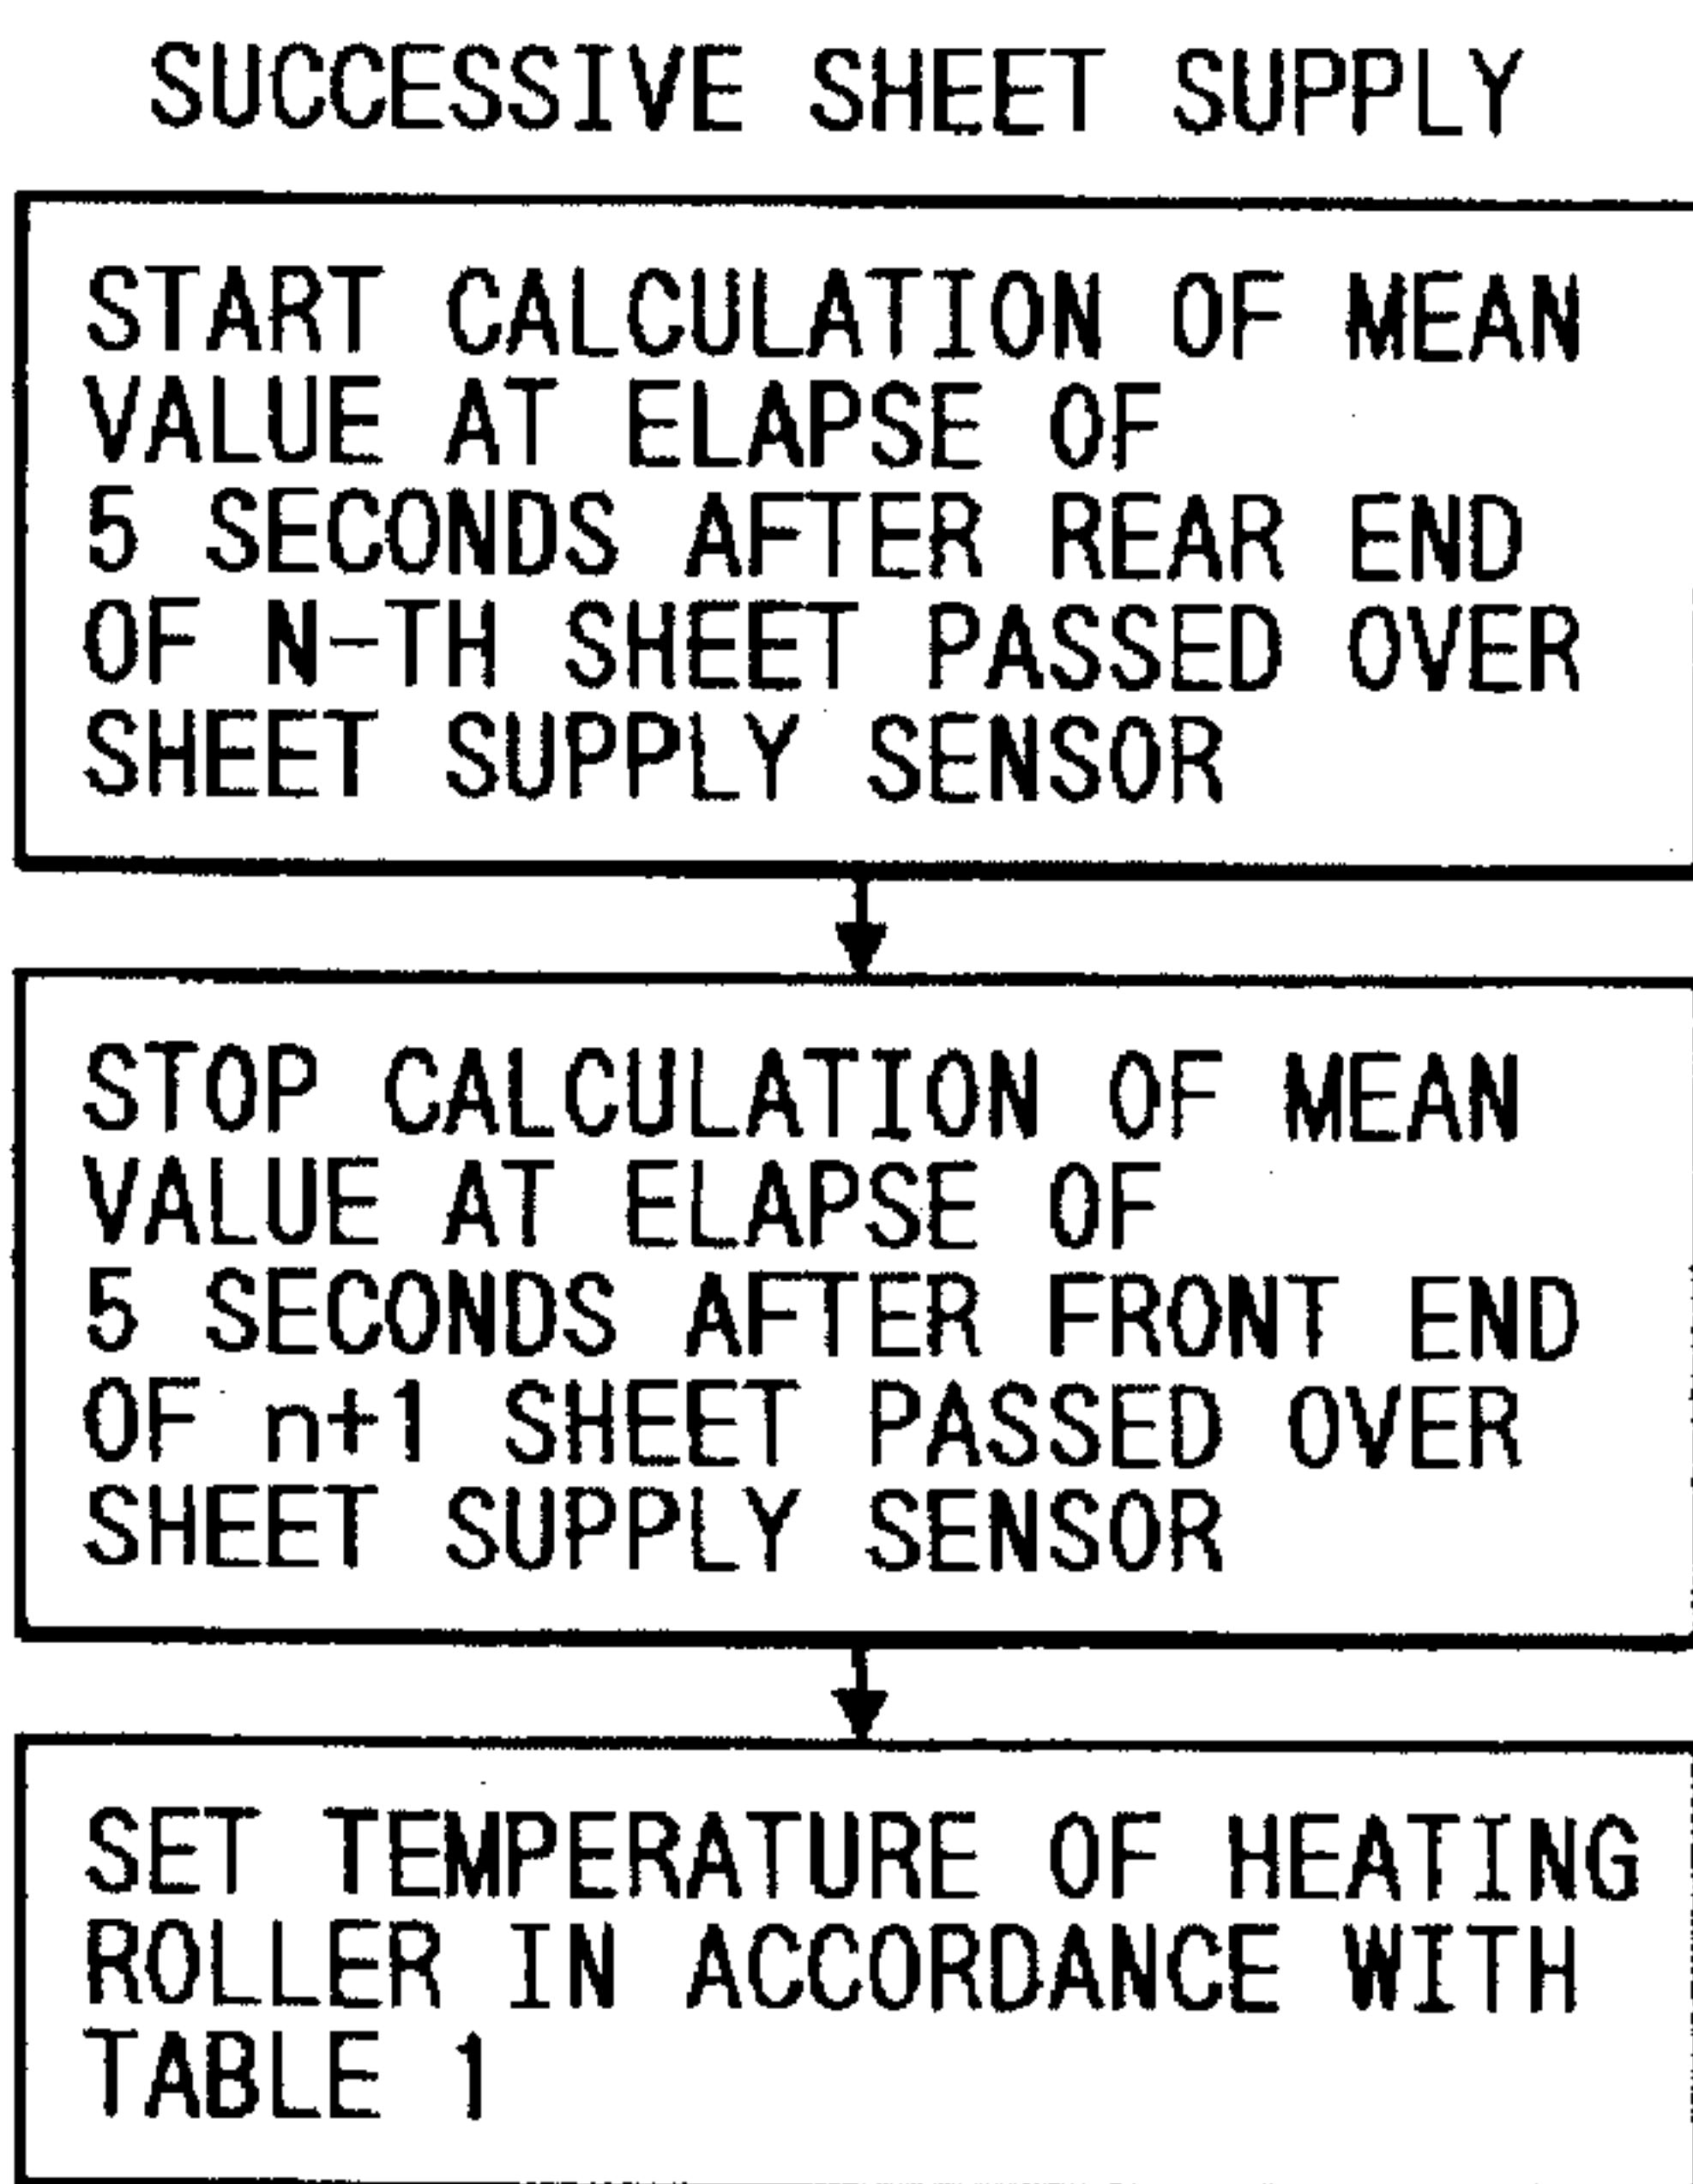 SUCCESSIVE SHEET SUPPLY
START CALCULATION OF MEAN
VALUE AT ELAPSE OF
5 SECONDS AFTER REAR END
OF N-TH SHEET PASSED OVER
SHEET SUPPLY SENSOR
STOP CALCULATION OF MEAN
VALUE AT ELAPSE OF
5 SECONDS AFTER FRONT END
OF n+1 SHEET PASSED OVER
SHEET SUPPLY SENSOR
SET TEMPERATURE OF HEATING
ROLLER IN ACCORDANCE WITH
TABLE 1